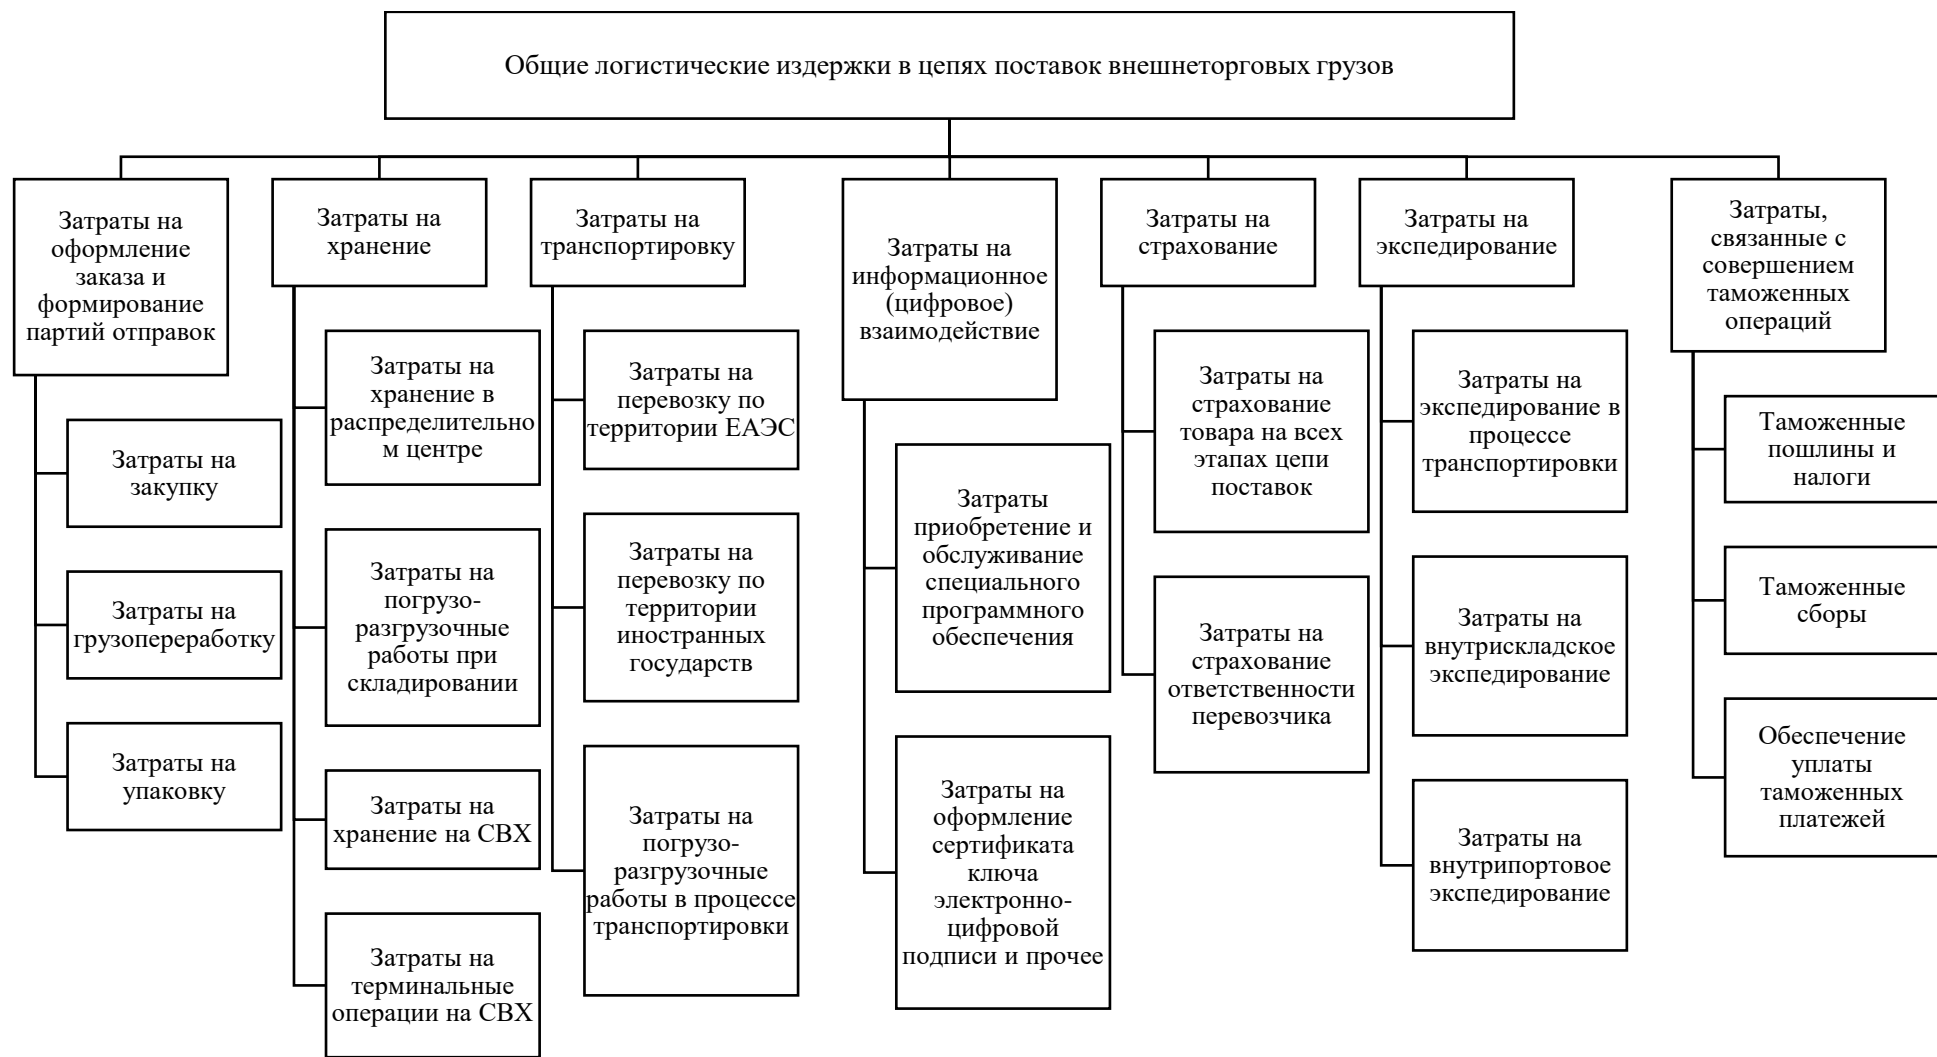 Общие логистические издержки в цепях поставок внешнеторговых грузов
Затраты на
оформление
заказа и
формирование
партий отправок
Затраты на
закупку
Затраты на
грузопереработку
Затраты на
упаковку
Затраты на
хранение
Затраты на
хранение в
распределительно
м центре
Затраты на
погрузо-
разгрузочные
работы при
складировании
Затраты на
хранение на СВХ
Затраты на
терминальные
операции на СВХ
Затраты на
транспортировку
Затраты на
перевозку по
территории ЕАЭС
Затраты на
перевозку по
территории
иностранных
государств
Затраты на
погрузо-
разгрузочные
работы в процессе
транспортировки
Затраты на
информационное
(цифровое)
взаимодействие
Затраты
приобретение и
обслуживание
специального
программного
обеспечения
Затраты на
оформление
сертификата
ключа
электронно-
цифровой
подписи и прочее
Затраты на
страхование
Затраты на
страхование
товара на всех
этапах цепи
поставок
Затраты на
страхование
ответственности
перевозчика
Затраты на
экспедирование
Затраты на
экспедирование в
процессе
транспортировки
Затраты на
внутрискладское
экспедирование
Затраты на
внутрипортовое
экспедирование
Затраты,
связанные с
совершением
таможенных
операций
Таможенные
пошлины и
налоги
Таможенные
сборы
Обеспечение
уплаты
таможенных
платежей